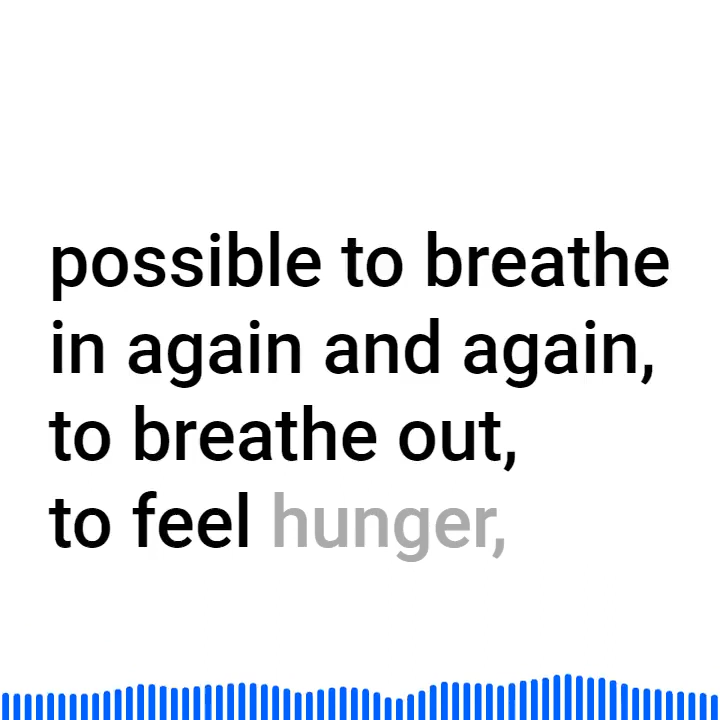 possible to breathe
in again and again,
to breathe out,
to feel hunger,